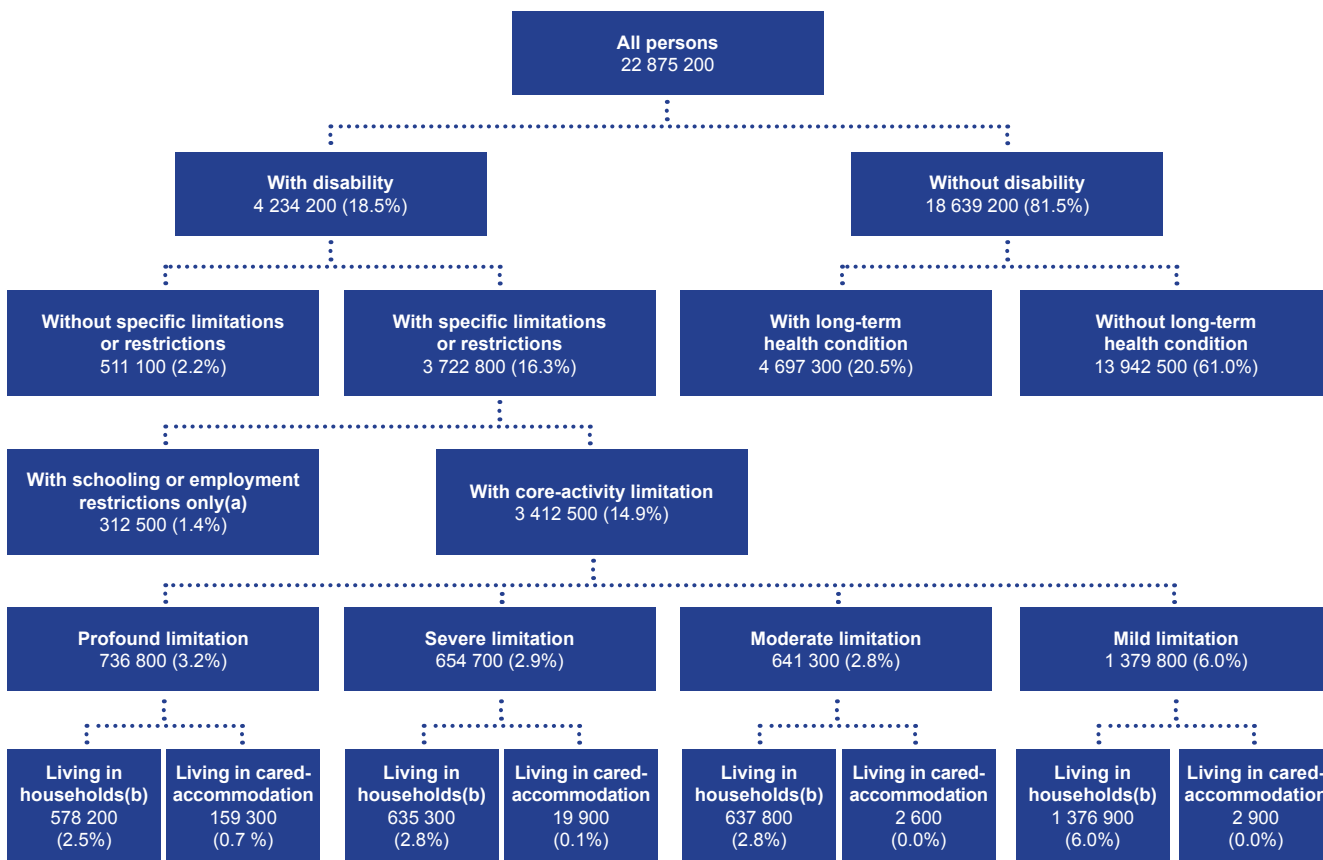 All persons
22 875 200
With disability
4 234 200 (18.5%)
Without disability
18 639 200 (81.5%)
Without specific limitations
or restrictions
511 100 (2.2%)
With specific limitations
or restrictions
3 722 800 (16.3%)
With long-term
health condition
4 697 300 (20.5%)
Without long-term
health condition
13 942 500 (61.0%)
With schooling or employment
restrictions only(a)
312 500 (1.4%)
With core-activity limitation
3 412 500 (14.9%)
Profound limitation
736 800 (3.2%)
Severe limitation
654 700 (2.9%)
Moderate limitation
641 300 (2.8%)
Mild limitation
1 379 800 (6.0%)
Living in
households(b)
578 200
(2.5%)
Living in cared-
accommodation
159 300
(0.7 %)
Living in
households(b)
635 300
(2.8%)
Living in cared-
accommodation
19 900
(0.1%)
Living in
households(b)
637 800
(2.8%)
Living in cared-
accommodation
2 600
(0.0%)
Living in
households(b)
1 376 900
(6.0%)
Living in cared-
accommodation
2 900
(0.0%)